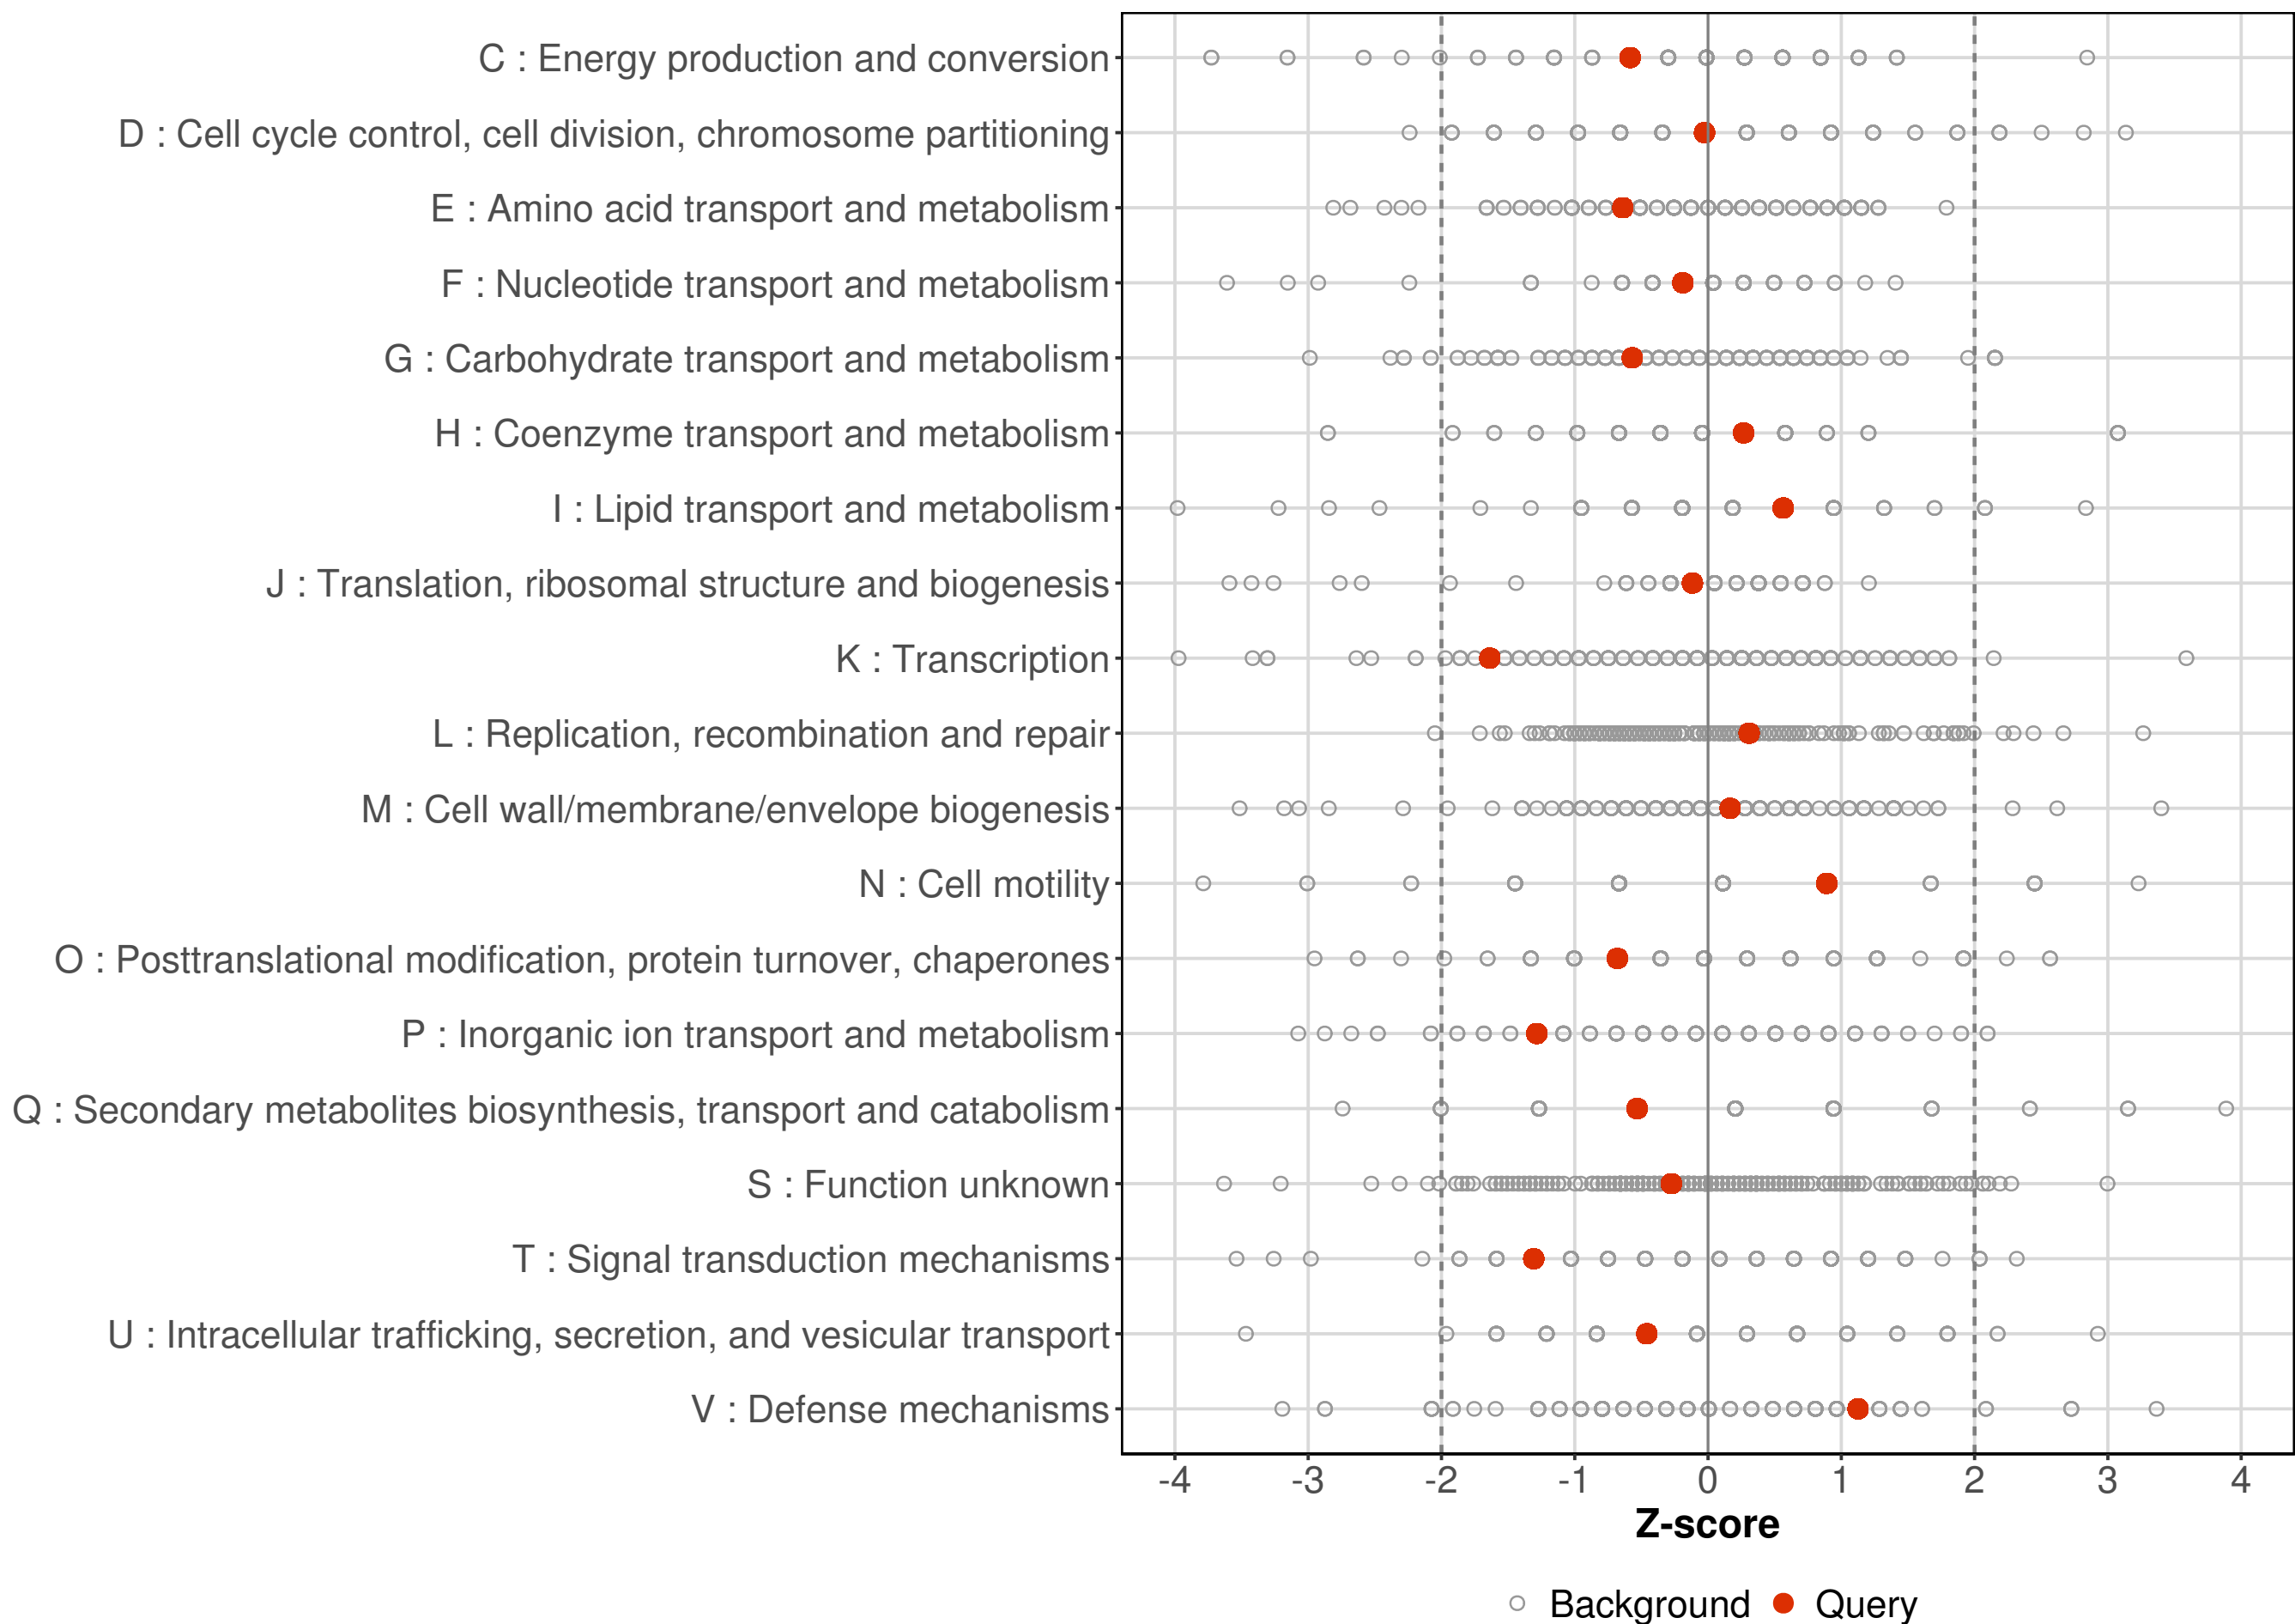 C : Energy production and conversion
D : Cell cycle control, cell division, chromosome partitioning
E : Amino acid transport and metabolism
F : Nucleotide transport and metabolism
G : Carbohydrate transport and metabolism
H : Coenzyme transport and metabolism
I : Lipid transport and metabolism
J : Translation, ribosomal structure and biogenesis
K : Transcription
L : Replication, recombination and repair
M : Cell wall/membrane/envelope biogenesis
N : Cell motility
O : Posttranslational modification, protein turnover, chaperones
P : Inorganic ion transport and metabolism
Q : Secondary metabolites biosynthesis, transport and catabolism
S : Function unknown
T : Signal transduction mechanisms
U : Intracellular trafficking, secretion, and vesicular transport
V : Defense mechanisms
-4 -3 -2 -1 0 1 2 3 4
Z-score
Background Query